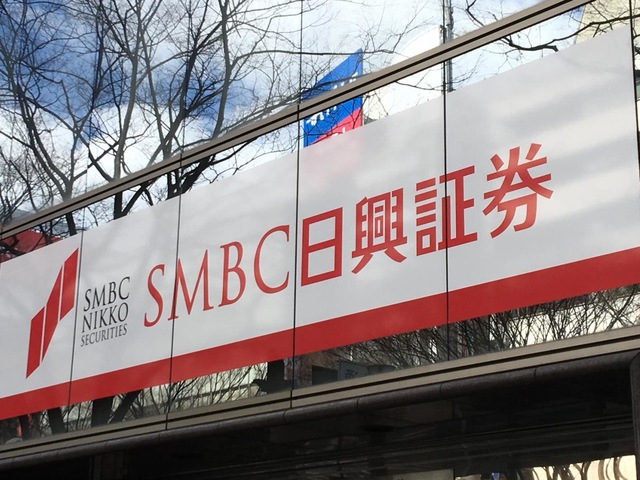 SMBC
NIKKO
SECURITIES
SMBC日興証券